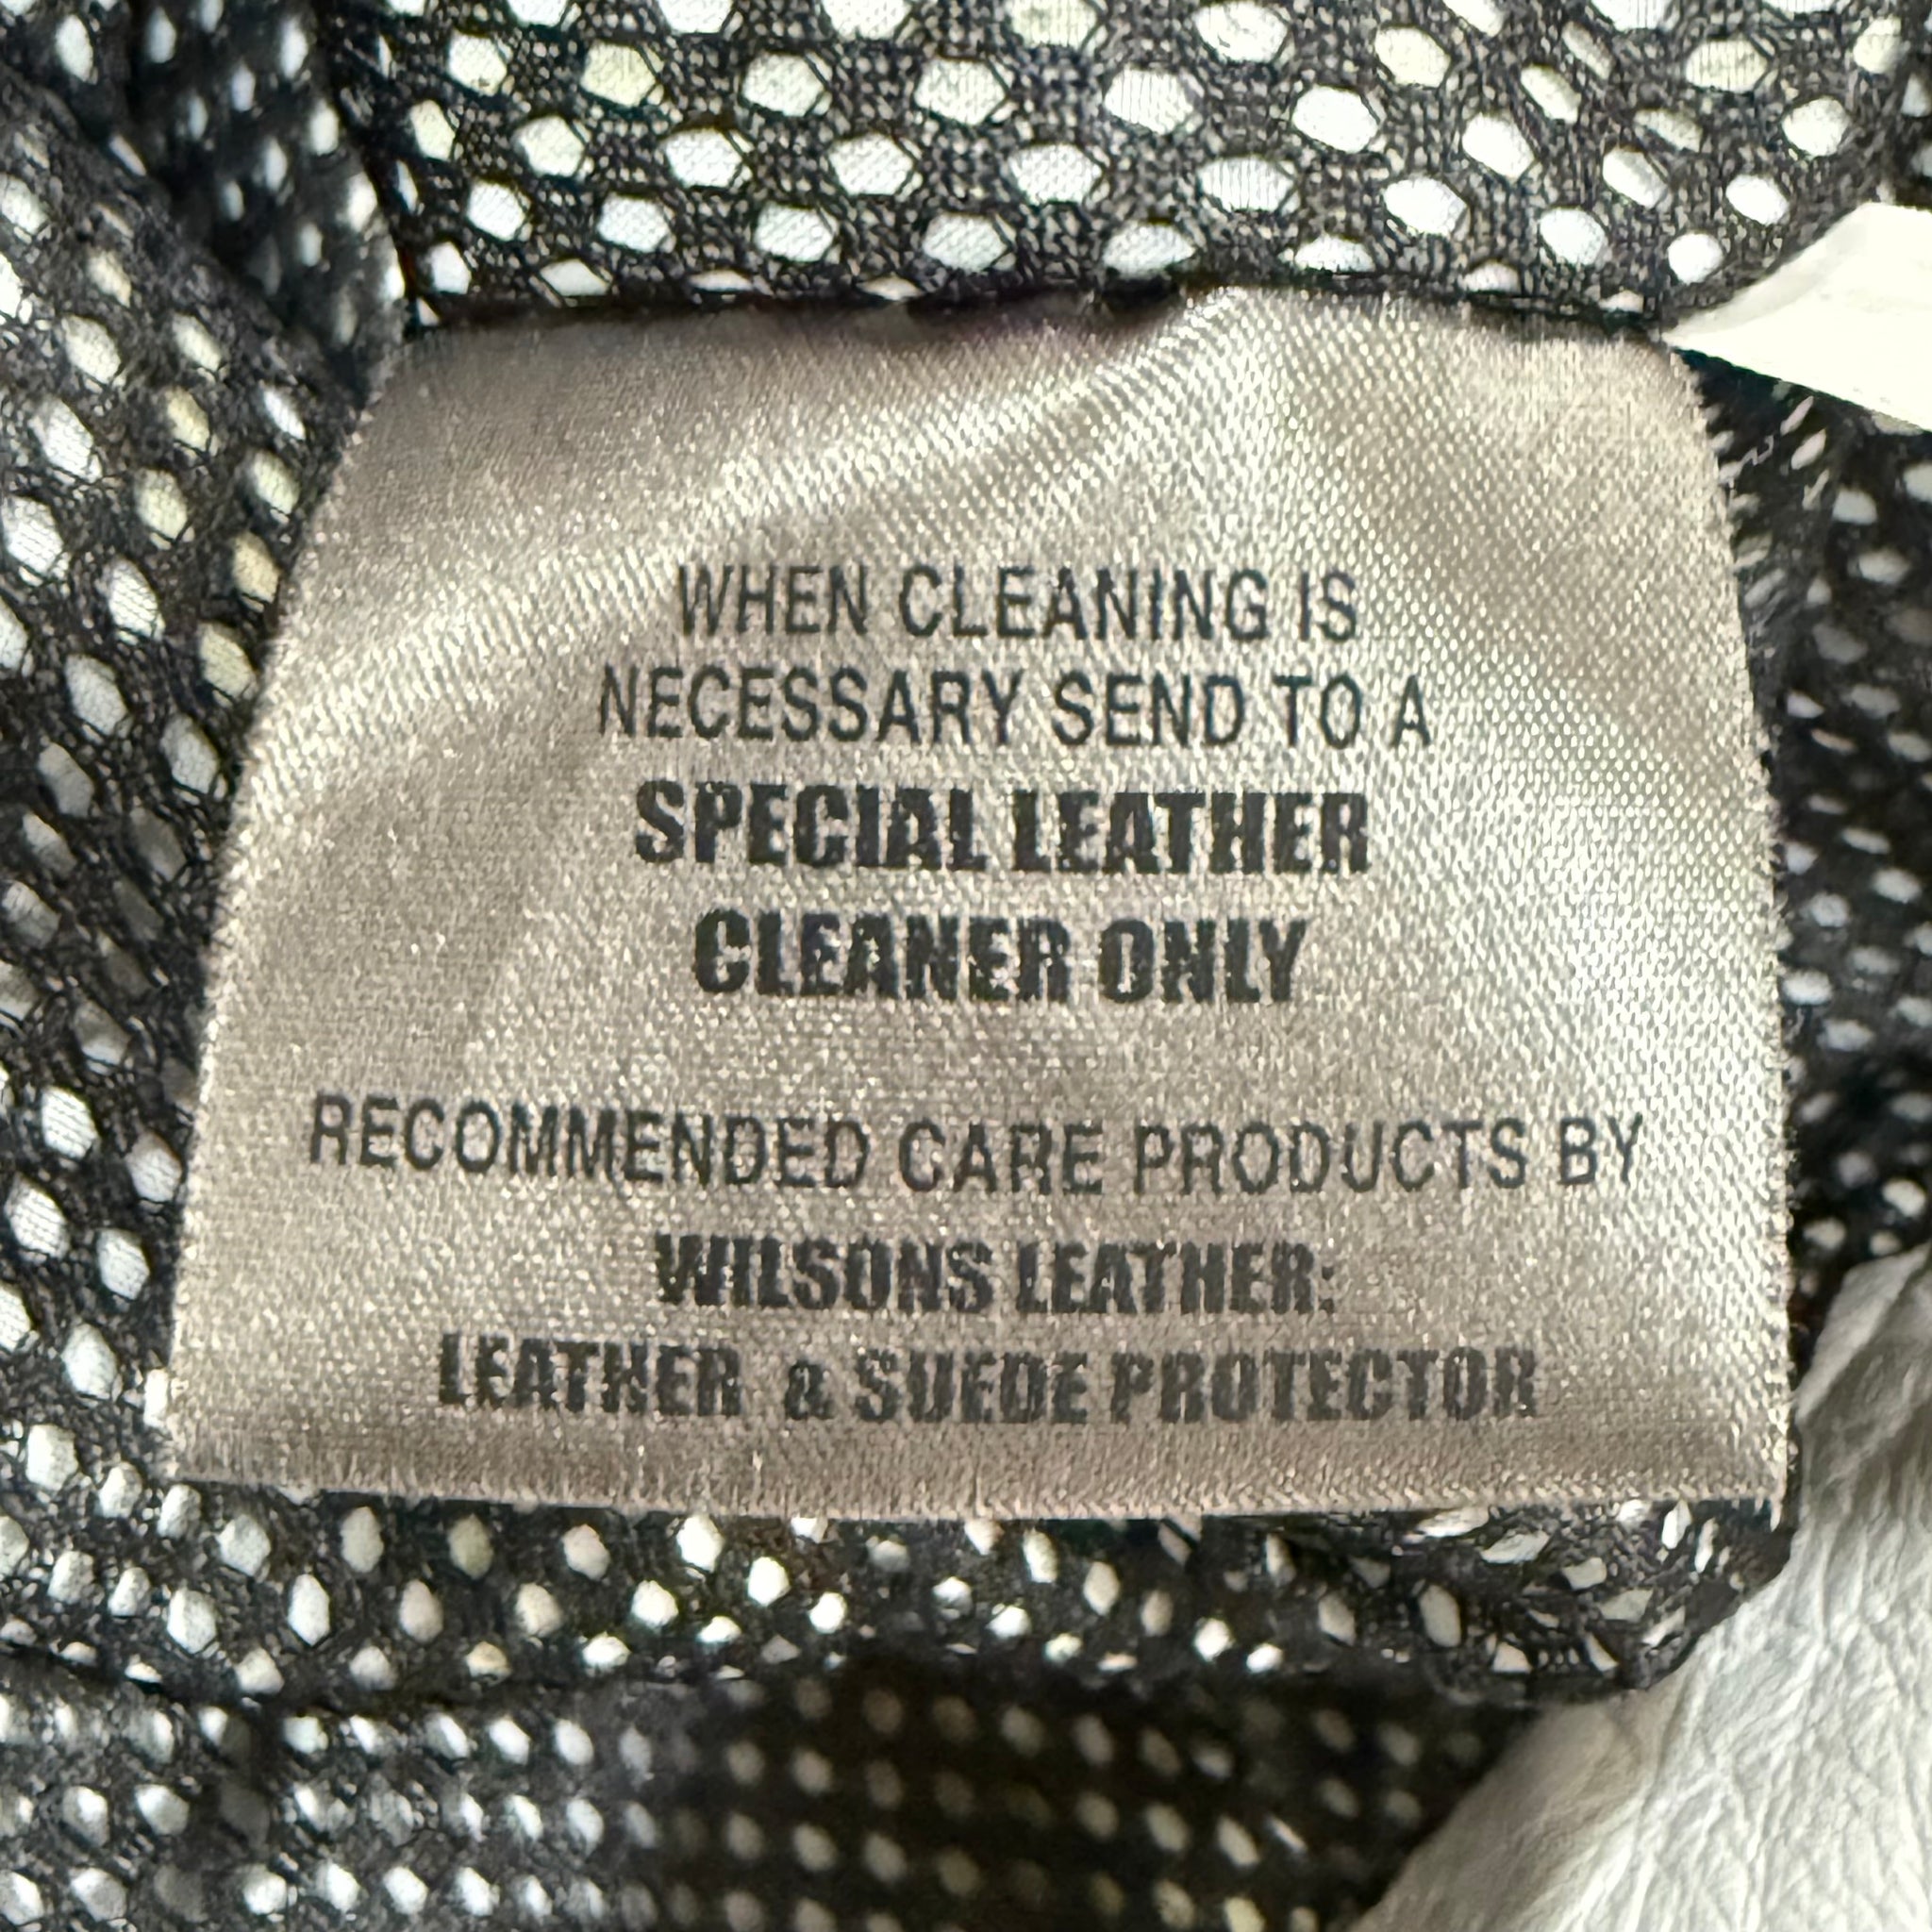 WHEN CLEANING IS
NECESSARY SEND TO A
SPECIAL LEATHER
CLEANER ONLY
RECOMMENDED CARE PRODUCTS BY
WILSONS LEATHER:
LEATHER & SUEDE PROTECTOR